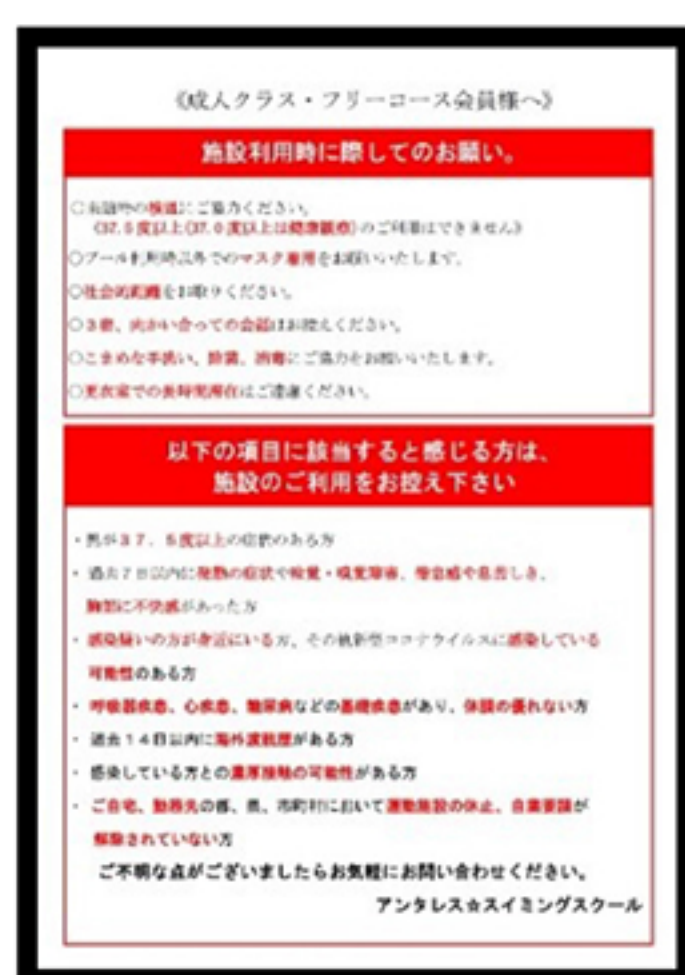 《成人クラス・フリーコース会員様へ》
施設利用時に際してのお願い。
○来館時の検温にご協力ください。
《37.5度以上(37.0度以上は健康観察)のご利用はできません》
○プール利用時以外でのマスク着用をお願いいたします。
○社会的距離をお取りください。
○3密、向かい合っての会話はお控えください。
○こまめな手洗い、除菌、消毒にご協力をお願いいたします。
○更衣室での長時間滞在はご遠慮ください。
以下の項目に該当すると感じる方は、
施設のご利用をお控え下さい
・熱が37.5度以上の症状のある方
・過去7日以内に発熱の症状や味覚・嗅覚障害、倦怠感や息苦しさ、
胸部に不快感があった方
・感染疑いの方が身近にいる方、その他新型コロナウイルスに感染している
可能性のある方
・呼吸器疾患、心疾患、糖尿病などの基礎疾患があり、体調の優れない方
・過去14日以内に海外渡航歴がある方
・感染している方との濃厚接触の可能性がある方
・ご自宅、勤務先の都、県、市町村において運動施設の休止、自粛要請が
解除されていない方
ご不明な点がございましたらお気軽にお問い合わせください。
アンタレス☆スイミングスクール